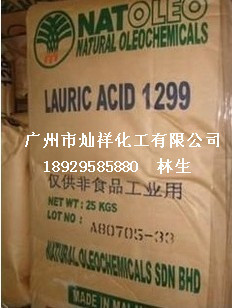 NATOLEO
NATURAL OLEOCHEMICALS
LAURIC ACID 1299
广州市灿祥化工有限公司
18929585880 林生
仅供非食品工业用
NET WT: 25 KGS
LOT NO: A80705-33
NATURAL OLEOCHEMICALS SDN BHD
MADE IN MALAY